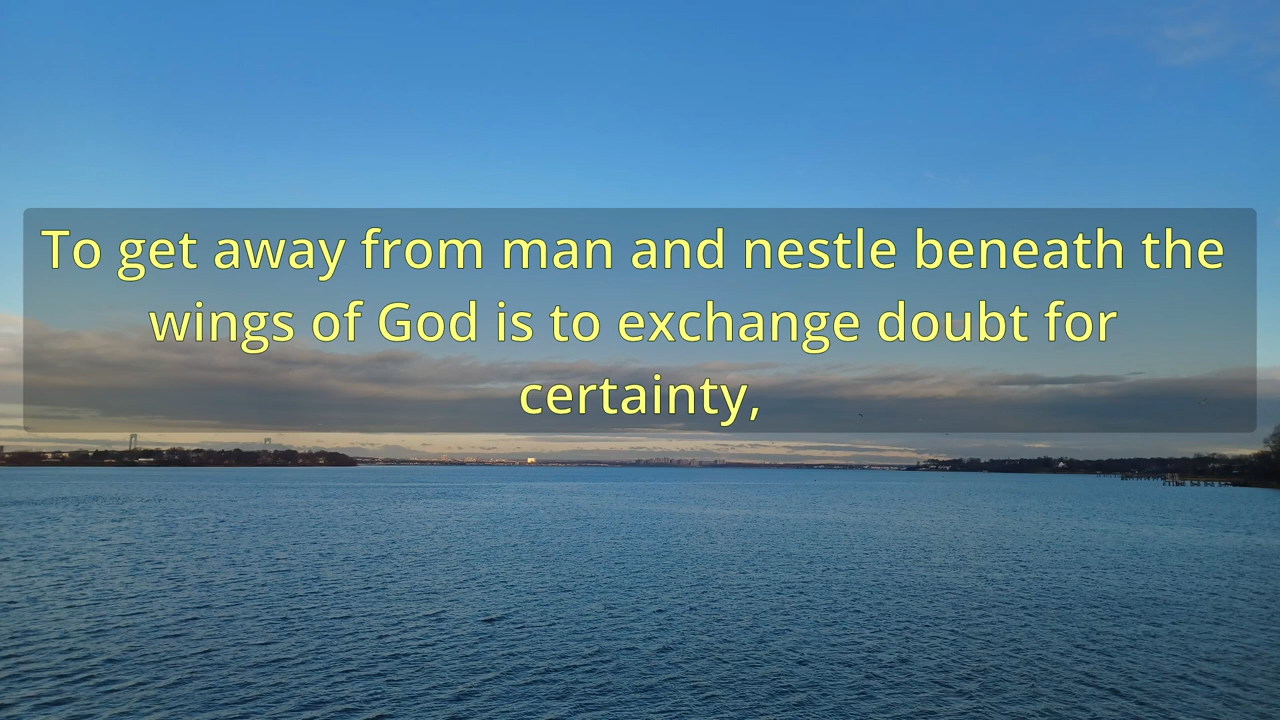 To get away from man and nestle beneath the
wings of God is to exchange doubt for
certainty,